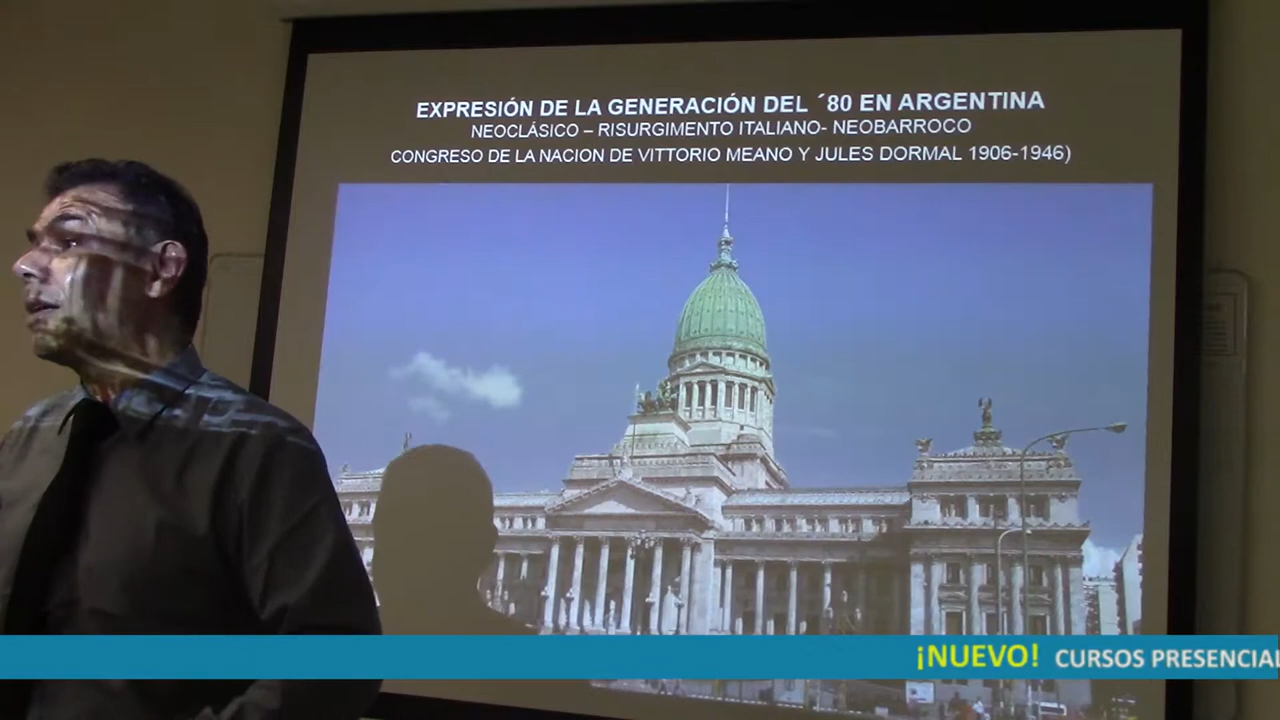 EXPRESIÓN DE LA GENERACIÓN DEL ´80 EN ARGENTINA
NEOCLÁSICO – RISURGIMENTO ITALIANO- NEOBARROCO
CONGRESO DE LA NACION DE VITTORIO MEANO Y JULES DORMAL 1906-1946)
¡NUEVO! CURSOS PRESENCIAL